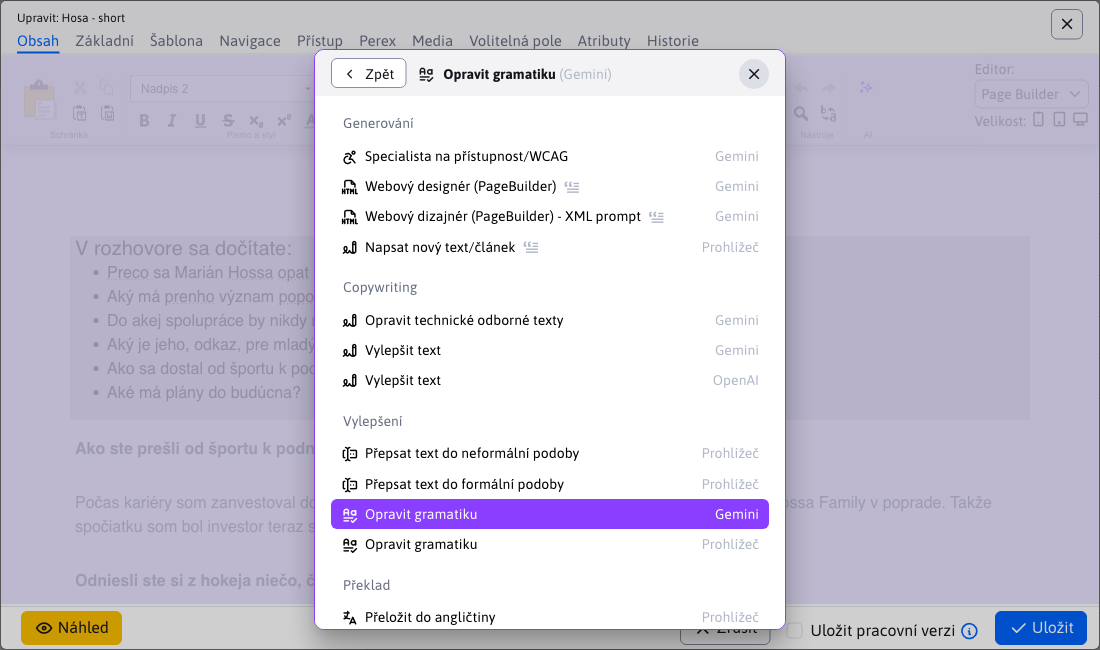 Upravit: Hosa - short
Obsah Základní Šablona Navigace Přístup Perex Media Volitelná pole Atributy Historie
Zpět Opravit gramatiku (Gemini)
Editor:
Nadpis 2
Page Builder
Velikost:
Schránka Písmo a styl Nástroje AI
Generování
Specialista na přístupnost/WCAG Gemini
Webový designér (PageBuilder) Gemini
Webový dizajnér (PageBuilder) - XML prompt Gemini
Napsat nový text/článek Prohlížeč
Copywriting
Opravit technické odborné texty Gemini
Vylepšit text Gemini
Vylepšit text OpenAI
Vylepšení
Přepsat text do neformální podoby Prohlížeč
Přepsat text do formální podoby Prohlížeč
Opravit gramatiku Gemini
Opravit gramatiku Prohlížeč
Překlad
Přeložit do angličtiny Prohlížeč
V rozhovore sa dočítate:
Preco sa Marián Hossa opat
Aký má prenho význam popo
Do akej spolupráce by nikdy
Aký je jeho, odkaz, pre mladý
Ako sa dostal od športu k pod
Aké má plány do budúcna?
Ako ste prešli od športu k podn
Počas kariéry som zanvestoval do ossa Family v poprade. Takže
spočiatku som bol investor teraz s
Odniesli ste si z hokeja niečo, č
Náhled Zrušit Uložit pracovní verzi Uložit